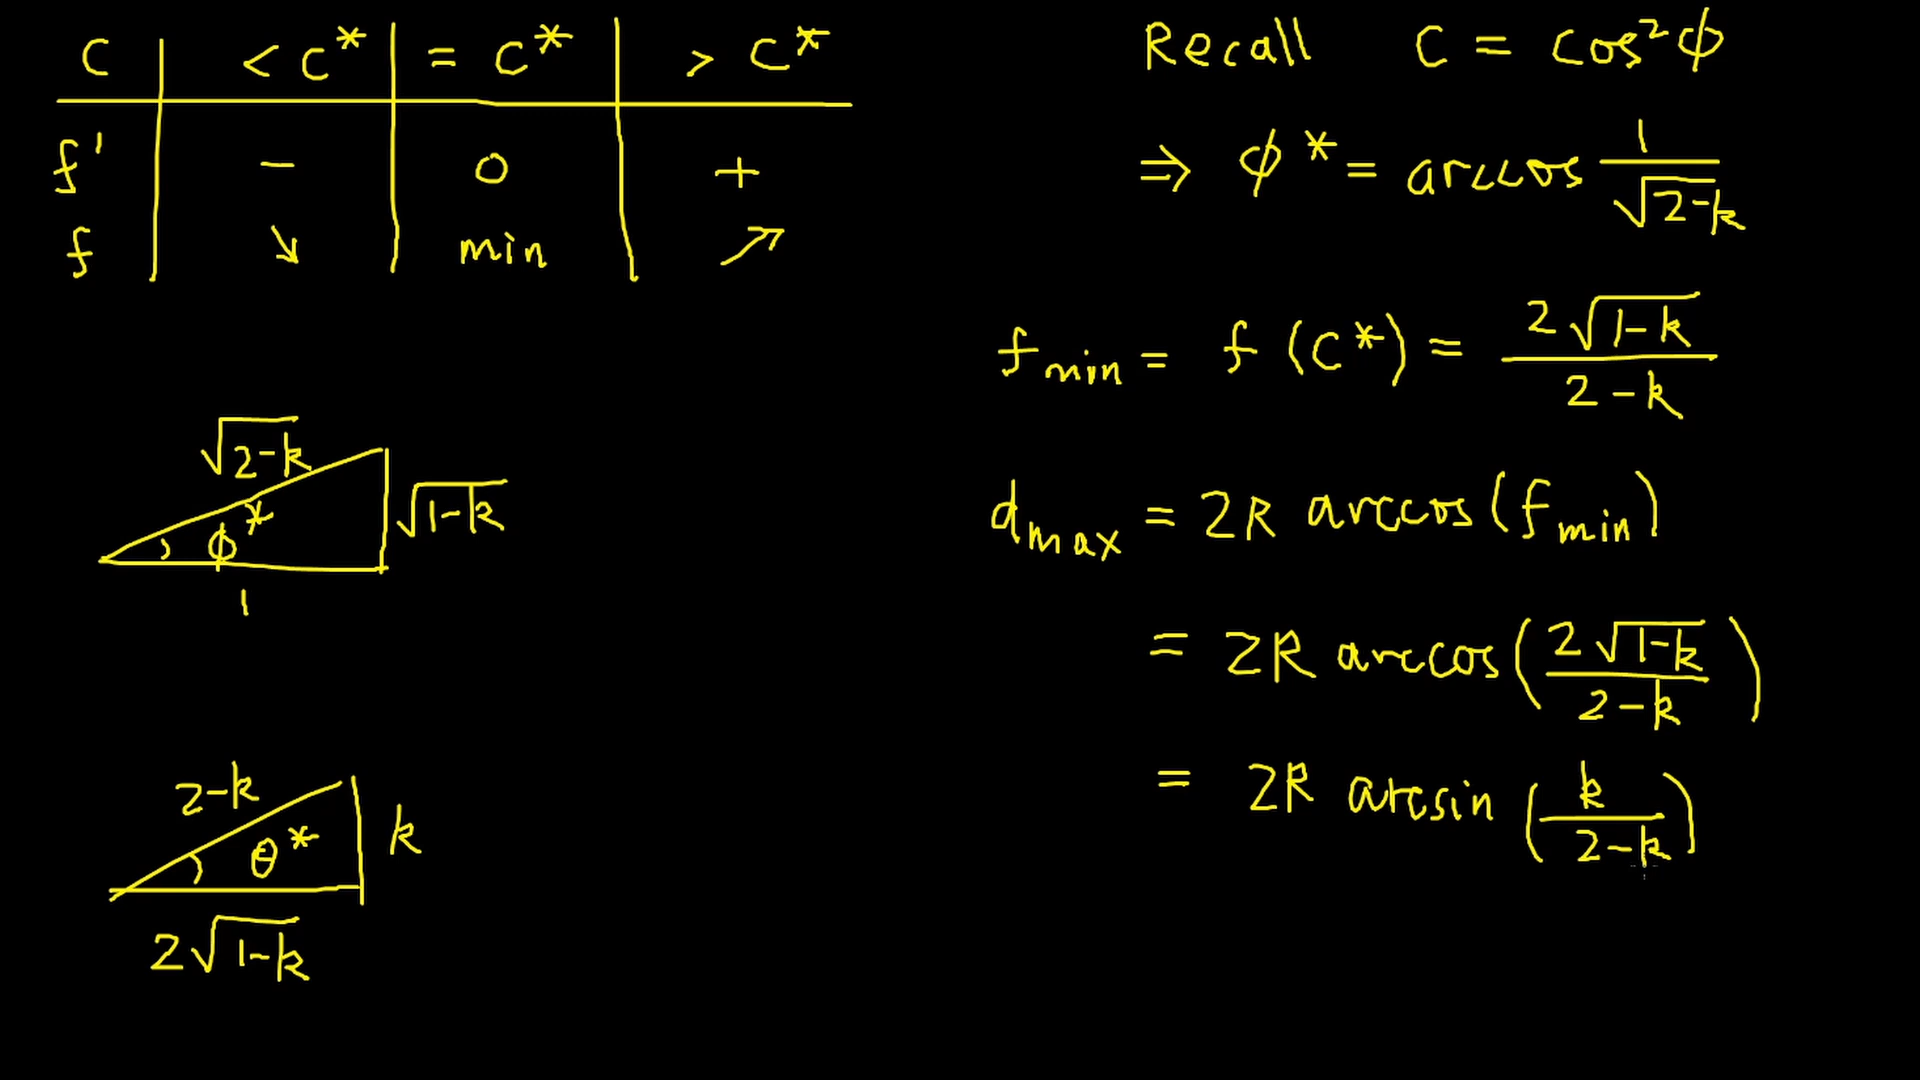 C | < C* | = C* | > C*
f' | − | 0 | +
f | ↘ | min | ↗
√(2-k)
φ*
√(1-k)
1
2-k
θ*
k
2√(1-k)
Recall C = cos²φ
⇒ φ* = arccos 1/√(2-k)
f_min = f(C*) = 2√(1-k)/(2-k)
d_max = 2R arccos(f_min)
= 2R arccos(2√(1-k)/(2-k))
= 2R arcsin(k/(2-k))